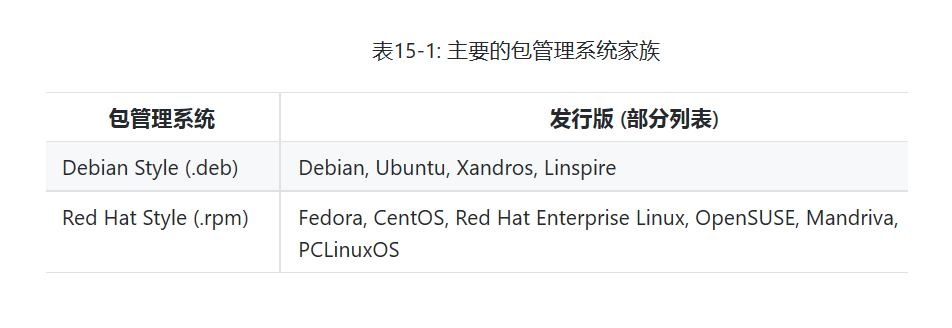 表15-1: 主要的包管理系统家族
包管理系统
发行版 (部分列表)
Debian Style (.deb)
Debian, Ubuntu, Xandros, Linspire
Red Hat Style (.rpm)
Fedora, CentOS, Red Hat Enterprise Linux, OpenSUSE, Mandriva,
PCLinuxOS